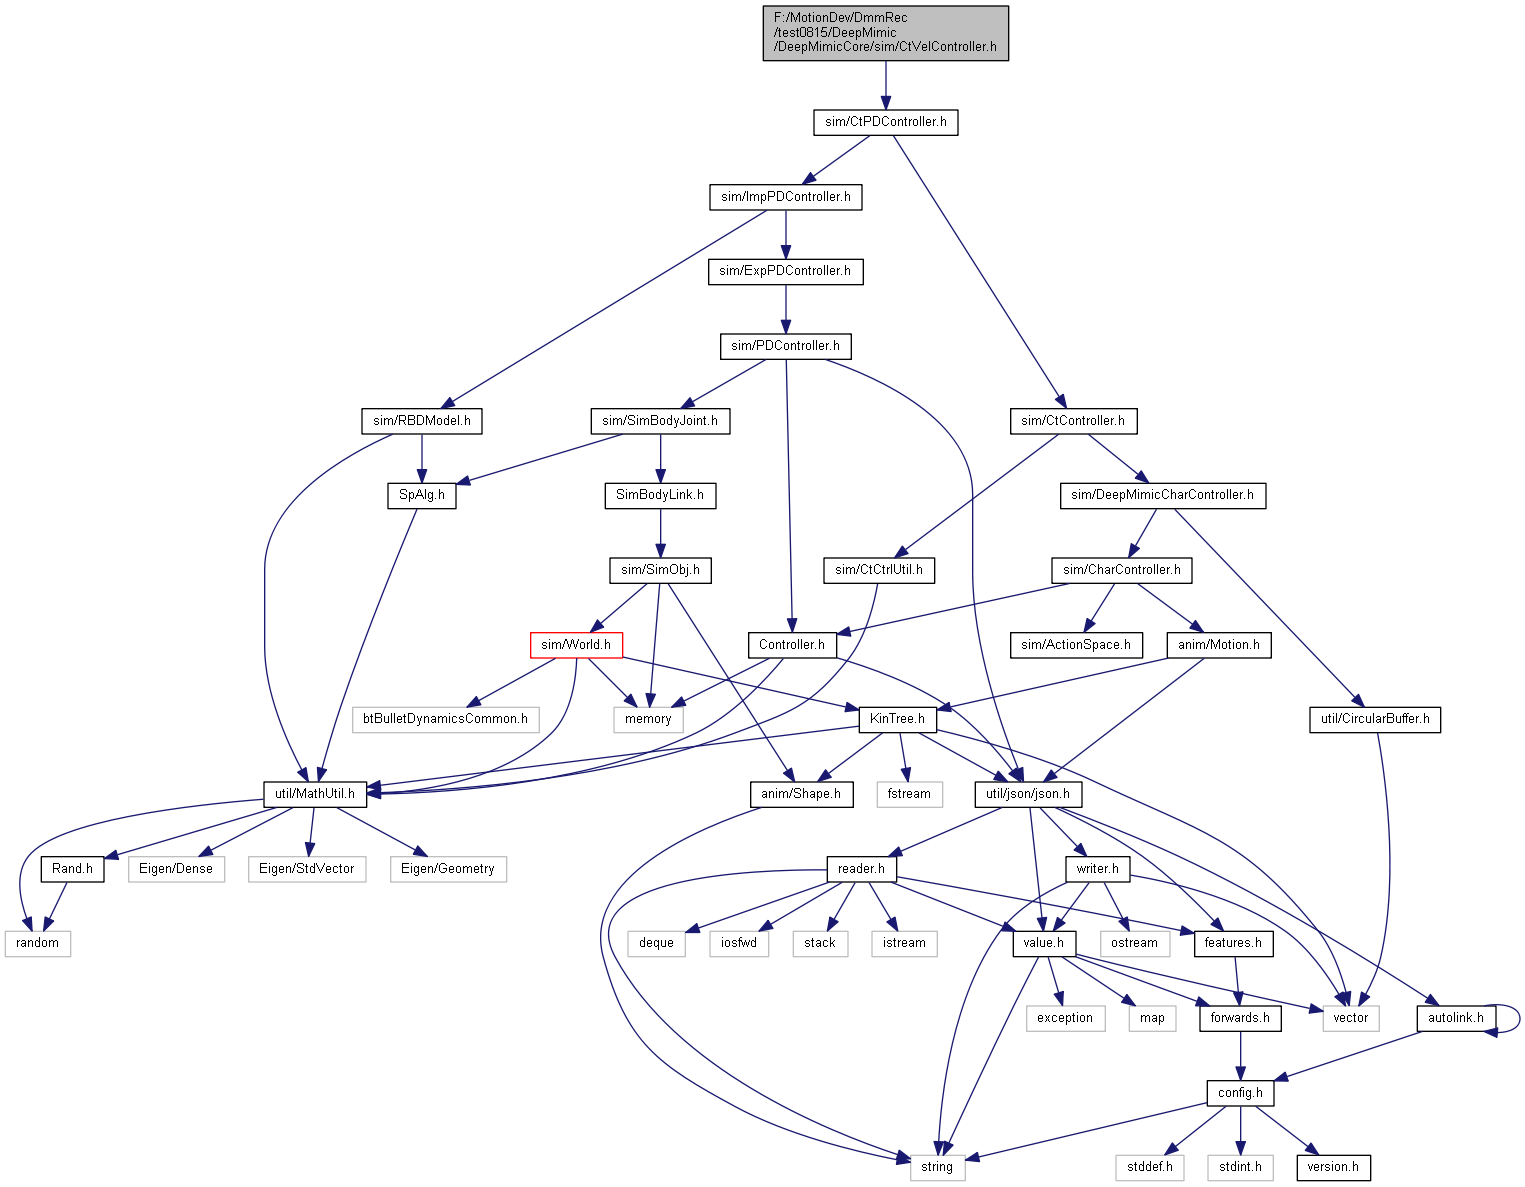 F:/MotionDev/DmmRec
/test0815/DeepMimic
/DeepMimicCore/sim/CtVelController.h
sim/CtPDController.h
sim/ImpPDController.h
sim/ExpPDController.h
sim/PDController.h
sim/RBDModel.h
sim/SimBodyJoint.h
sim/CtController.h
SpAlg.h
SimBodyLink.h
sim/DeepMimicCharController.h
sim/SimObj.h
sim/CtCtrlUtil.h
sim/CharController.h
sim/World.h
Controller.h
sim/ActionSpace.h
anim/Motion.h
btBulletDynamicsCommon.h
memory
KinTree.h
util/CircularBuffer.h
util/MathUtil.h
anim/Shape.h
fstream
util/json/json.h
Rand.h
Eigen/Dense
Eigen/StdVector
Eigen/Geometry
reader.h
writer.h
random
deque
iosfwd
stack
istream
value.h
ostream
features.h
exception
map
forwards.h
vector
autolink.h
config.h
string
stddef.h
stdint.h
version.h